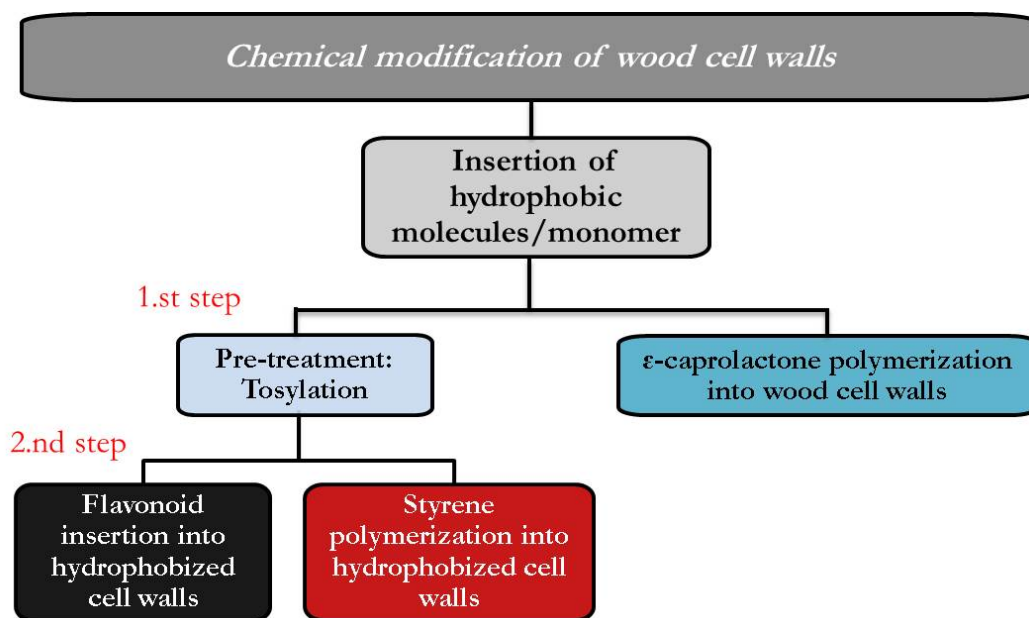 Chemical modification of wood cell walls
Insertion of
hydrophobic
molecules/monomer
1.st step
Pre-treatment:
Tosylation
ε-caprolactone polymerization
into wood cell walls
2.nd step
Flavonoid
insertion into
hydrophobized
cell walls
Styrene
polymerization into
hydrophobized cell
walls